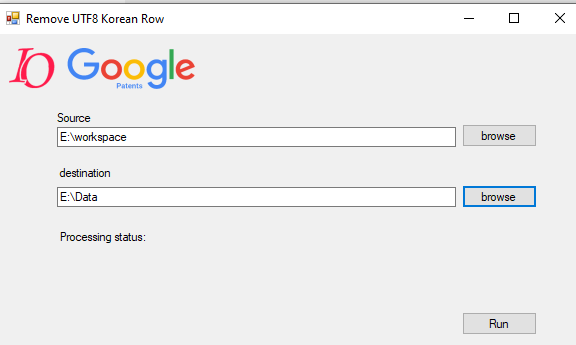 Remove UTF8 Korean Row
IO Google
Patents
Source
E:\workspace
browse
destination
E:\Data
browse
Processing status:
Run